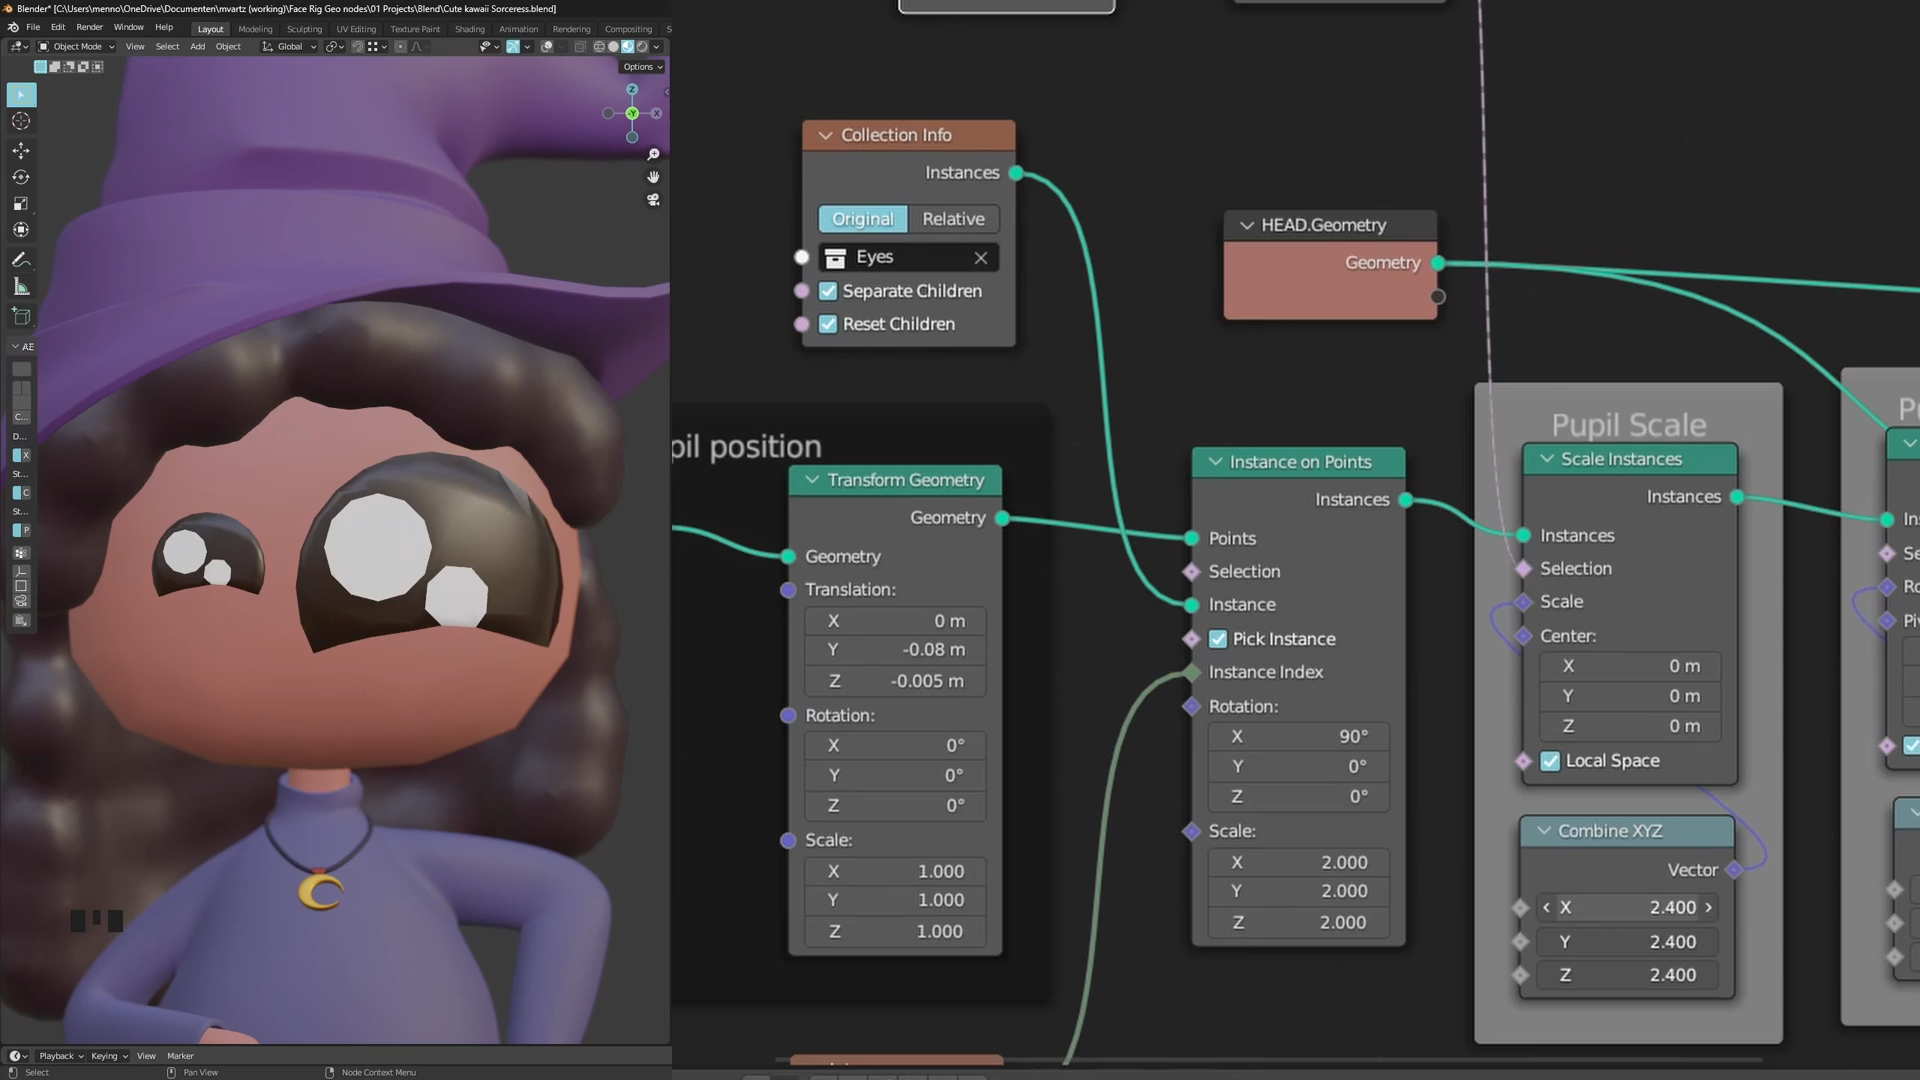 Blender* [C:\Users\menno\OneDrive\Documenten\mvartz (working)\Face Rig Geo nodes\01 Projects\Blend\Cute kawaii Sorceress.blend]
File Edit Render Window Help Layout Modeling Sculpting UV Editing Texture Paint Shading Animation Rendering Compositing S
Object Mode View Select Add Object Global
Options
Z
-Y
X
AE
C...
D...
X
St...
C
St...
P
Playback Keying View Marker
Select Pan View Node Context Menu
Collection Info
Instances
Original Relative
Eyes
Separate Children
Reset Children
HEAD.Geometry
Geometry
pil position
Transform Geometry
Geometry
Geometry
Translation:
X 0 m
Y -0.08 m
Z -0.005 m
Rotation:
X 0°
Y 0°
Z 0°
Scale:
X 1.000
Y 1.000
Z 1.000
Instance on Points
Instances
Points
Selection
Instance
Pick Instance
Instance Index
Rotation:
X 90°
Y 0°
Z 0°
Scale:
X 2.000
Y 2.000
Z 2.000
Pupil Scale
Scale Instances
Instances
Instances
Selection
Scale
Center:
X 0 m
Y 0 m
Z 0 m
Local Space
Combine XYZ
Vector
X 2.400
Y 2.400
Z 2.400
Ins
Se
Ro
Piv